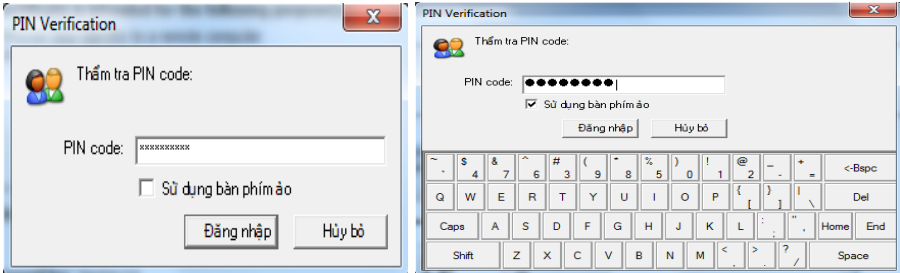 PIN Verification
Thẩm tra PIN code:
PIN code: xxxxxxxxxx
Sử dụng bàn phím ảo
Đăng nhập Hủy bỏ
PIN Verification
Thẩm tra PIN code:
PIN code: ●●●●●●●●
Sử dụng bàn phím ảo
Đăng nhập Hủy bỏ
~ ` $ 4 & 7 ^ 6 # 3 ( 9 * 8 % 5 ) 0 ! 1 @ 2 _ - + = <-Bspc
Q W E R T Y U I O P { [ } ] | \ Del
Caps A S D F G H J K L : ; " , Home End
Shift Z X C V B N M < , > . ? / Space